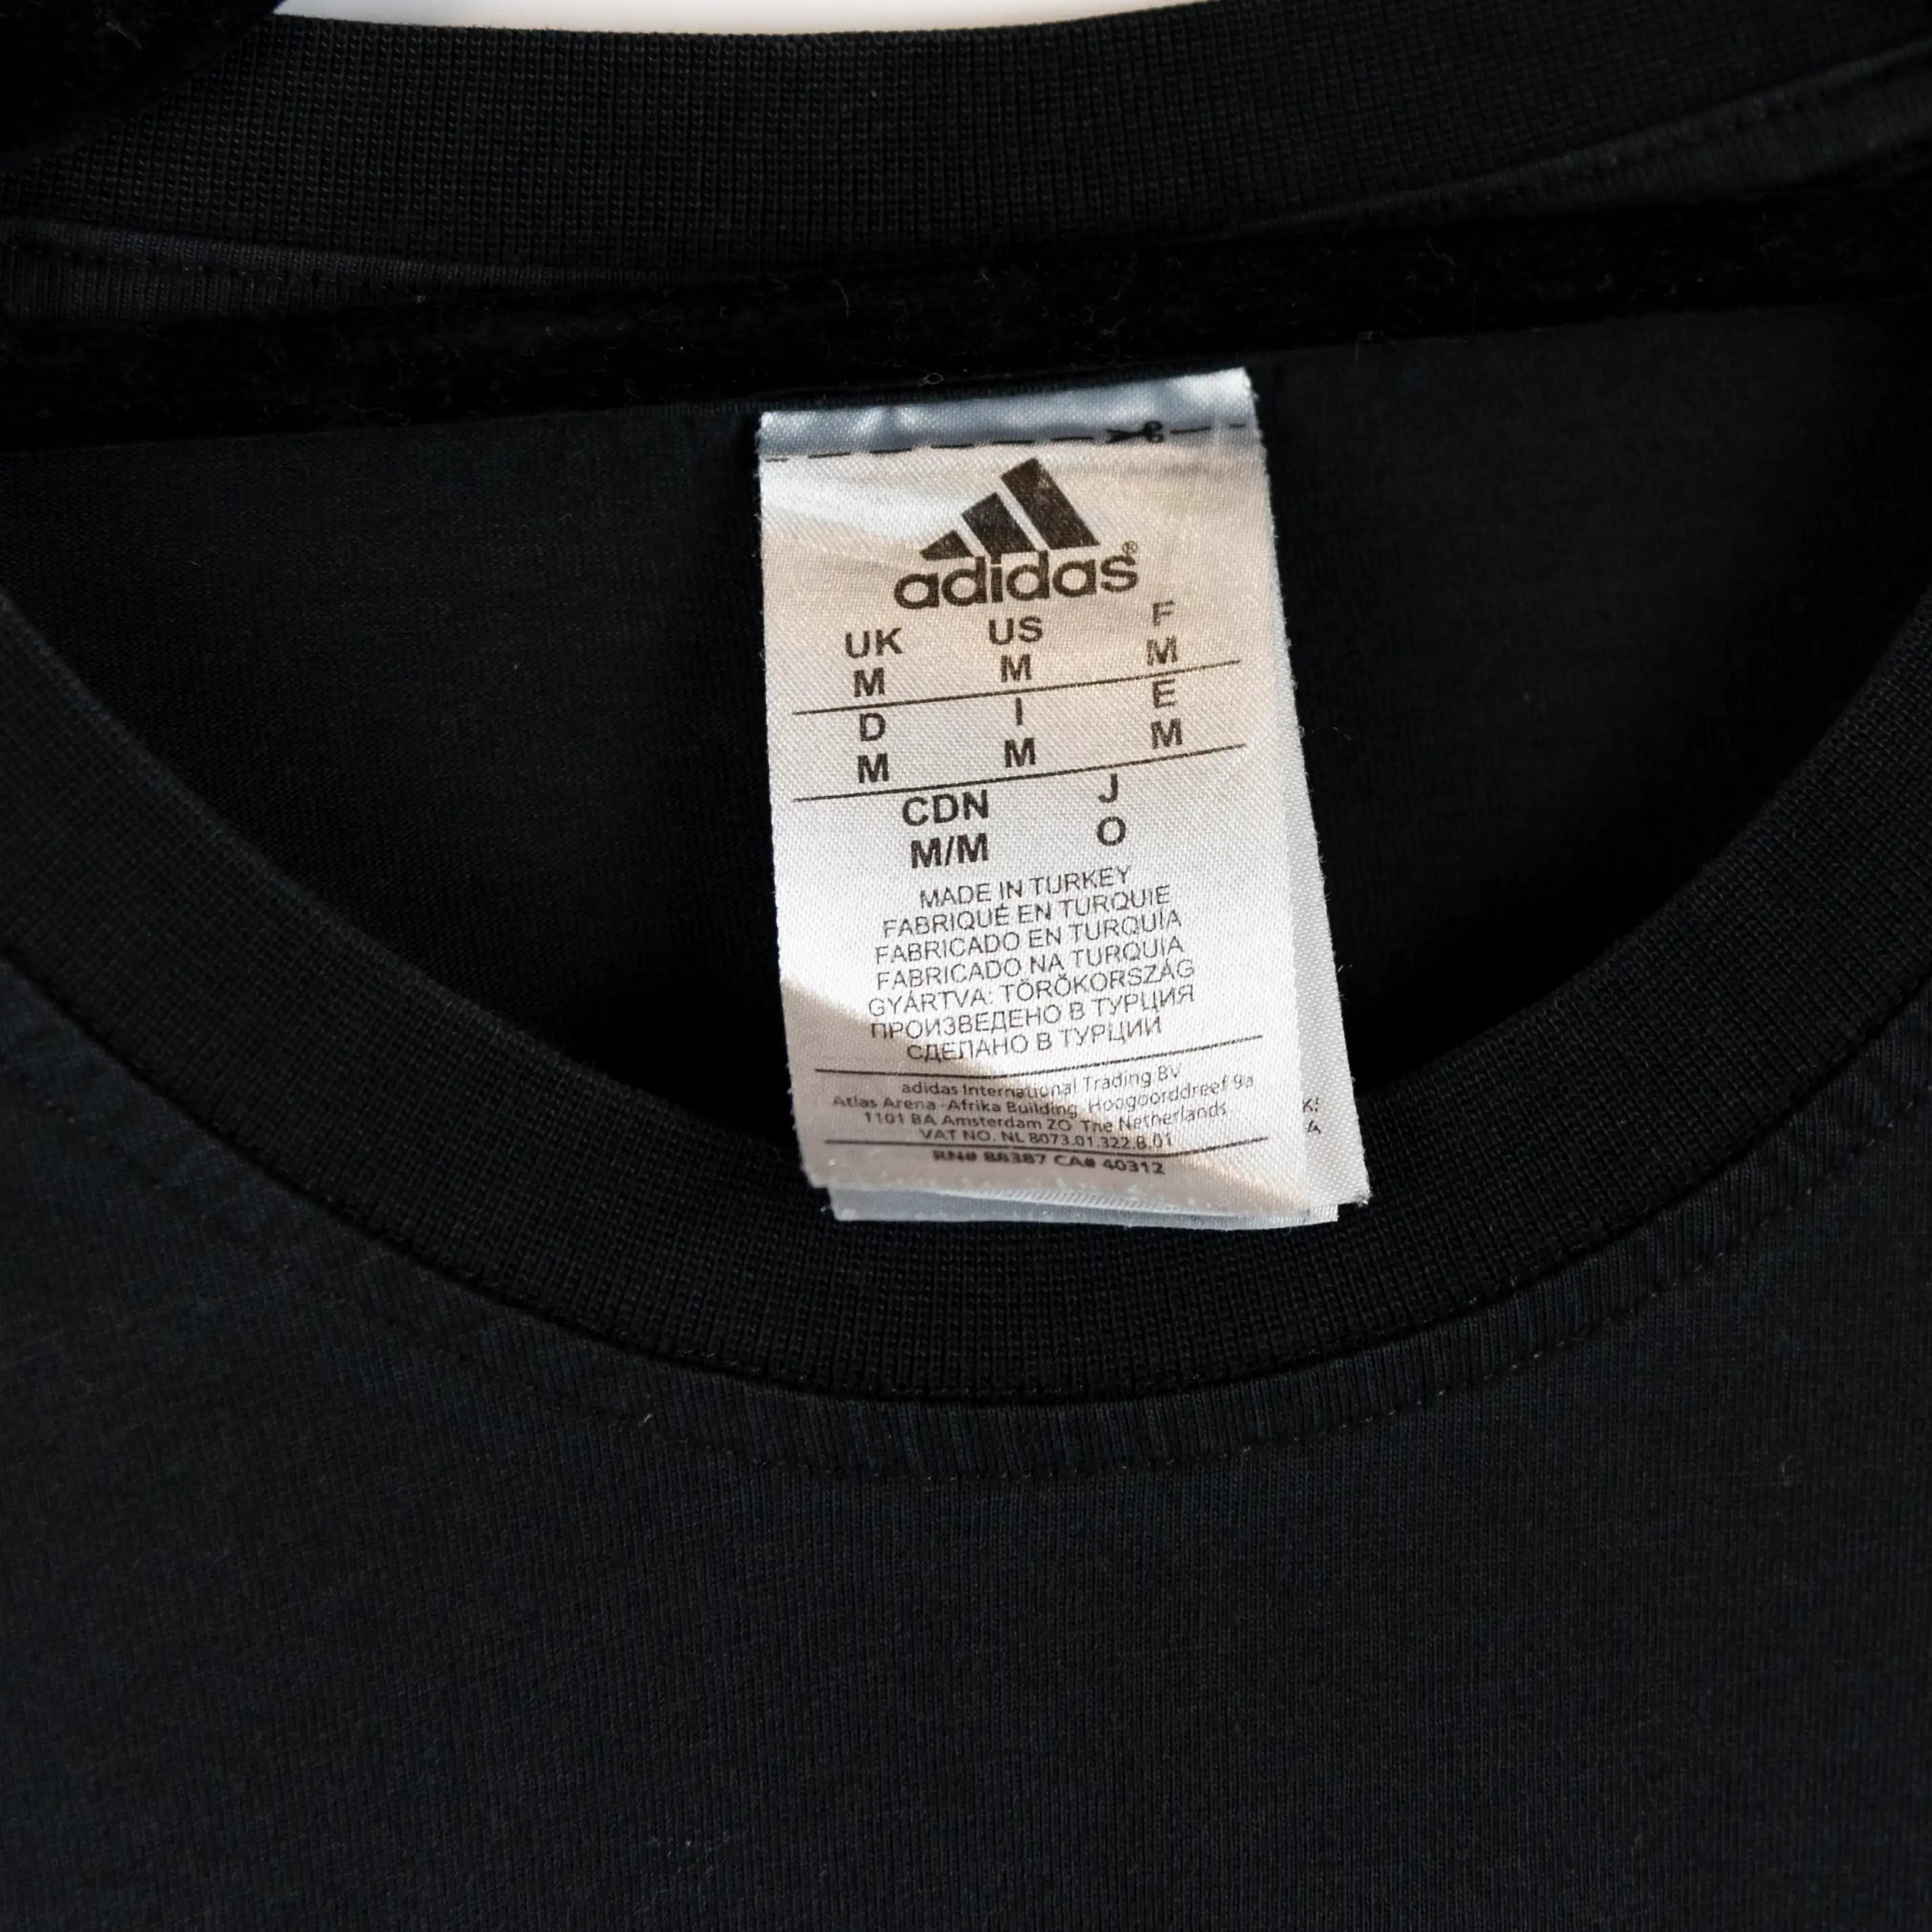 adidas®
UK US F
M M M
D I E
M M M
CDN J
M/M O
MADE IN TURKEY
FABRIQUÉ EN TURQUIE
FABRICADO EN TURQUÍA
FABRICADO NA TURQUIA
GYÁRTVA: TÖRÖKORSZÁG
ПРОИЗВЕДЕНО В ТУРЦИЯ
СДЕЛАНО В ТУРЦИИ
adidas International Trading BV
Atlas Arena-Afrika Building, Hoogoorddreef 9a
1101 BA Amsterdam ZO The Netherlands
VAT NO. NL 8073.01.322.B.01
RN# 88387 CA# 40312